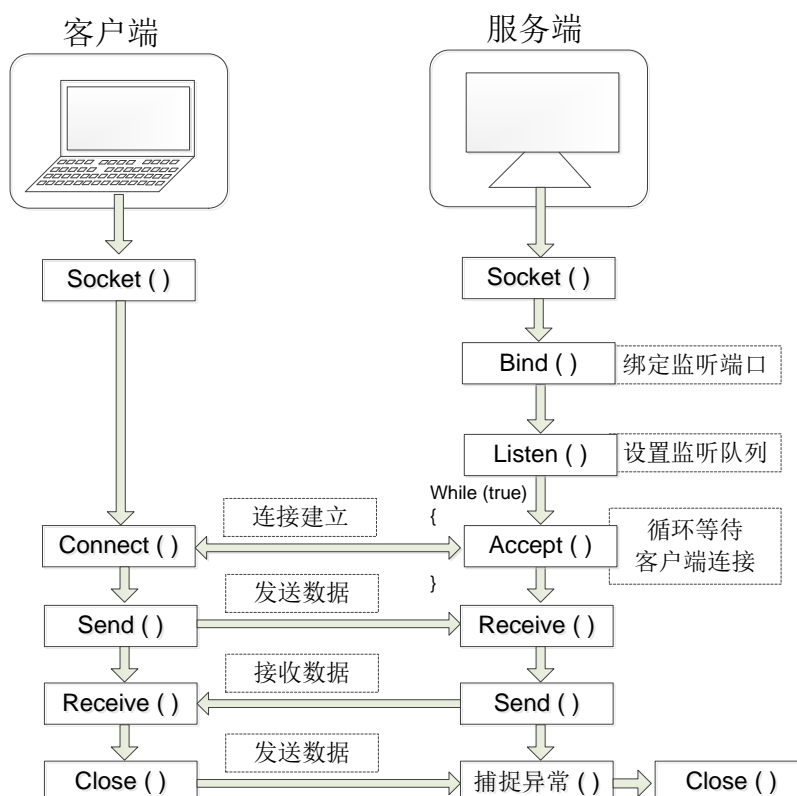 客户端
服务端
Socket ( )
Socket ( )
Bind ( )
绑定监听端口
Listen ( )
设置监听队列
While (true)
{
连接建立
Connect ( )
Accept ( )
循环等待
客户端连接
}
发送数据
Send ( )
Receive ( )
接收数据
Receive ( )
Send ( )
发送数据
Close ( )
捕捉异常 ( )
Close ( )